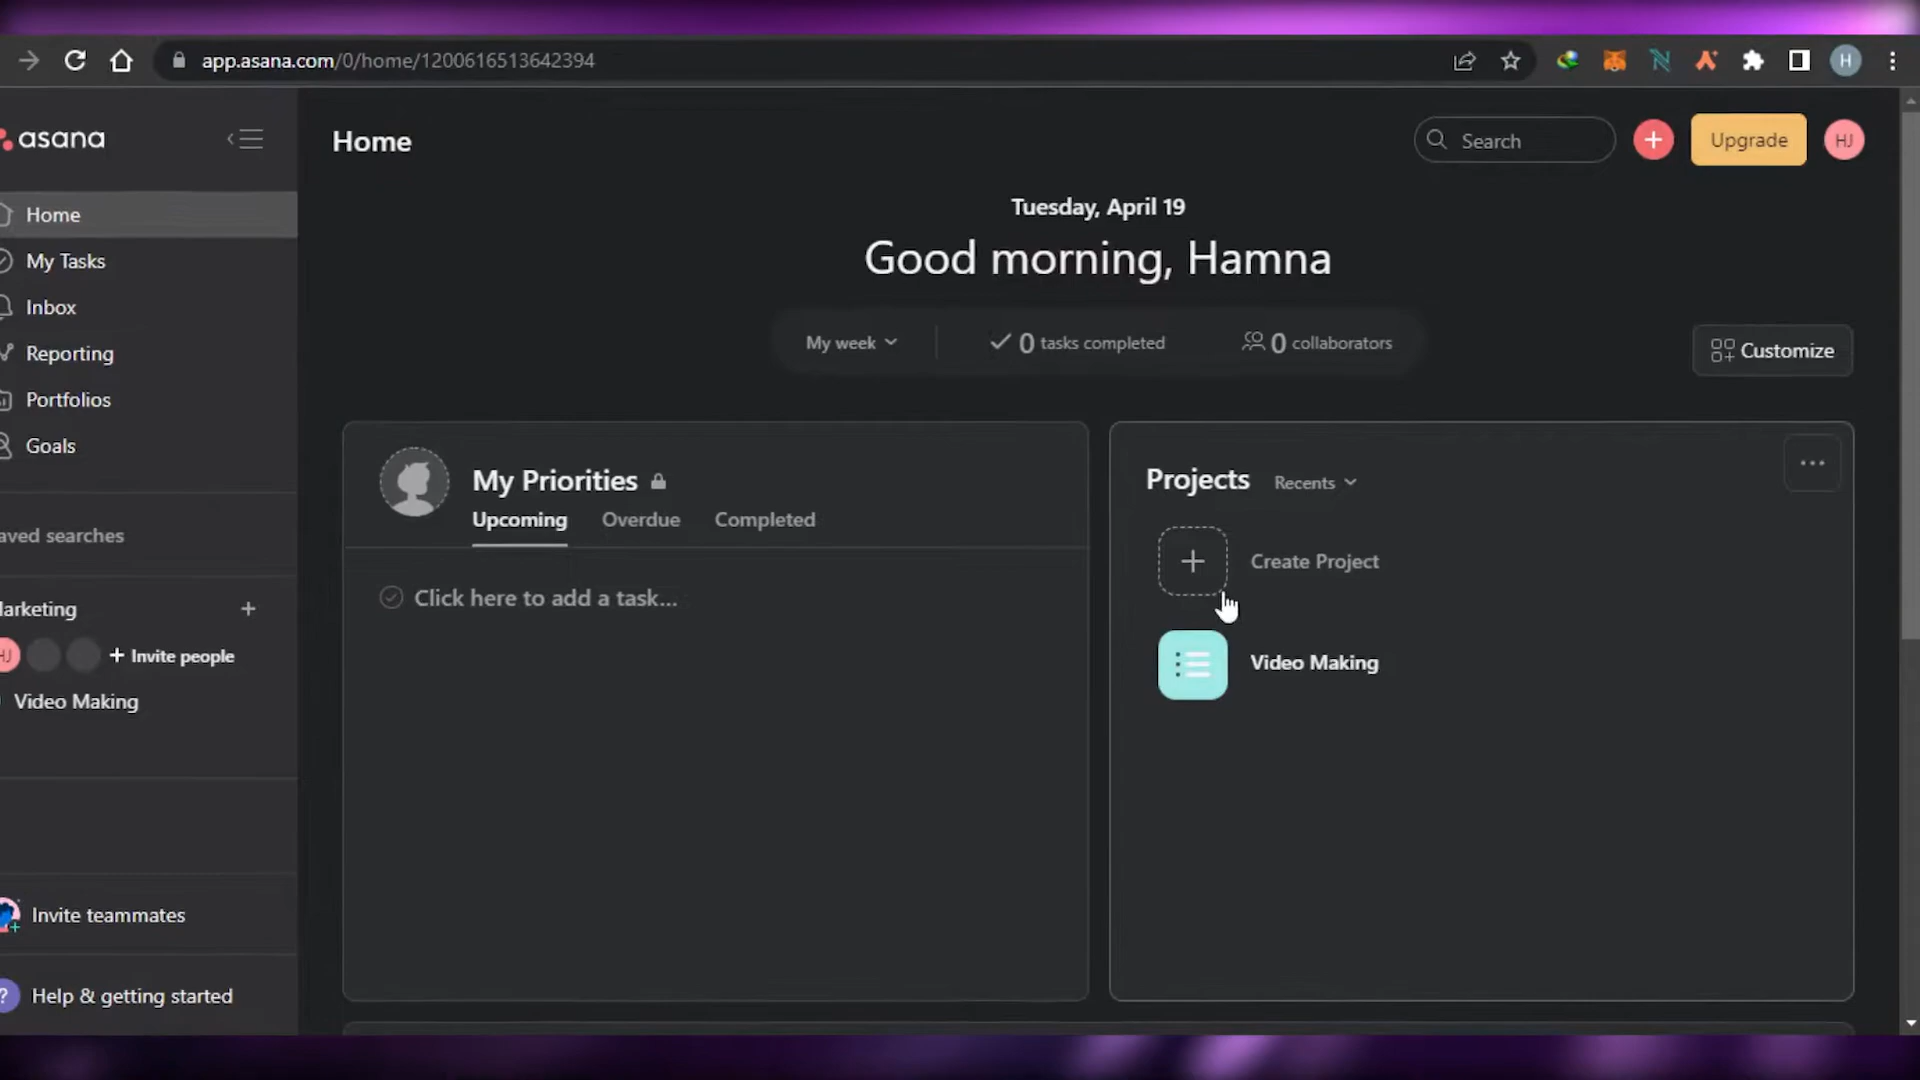 app.asana.com/0/home/1200616513642394
H
asana
Home
Search
Upgrade
HJ
Tuesday, April 19
Good morning, Hamna
Home
My Tasks
Inbox
Reporting
Portfolios
Goals
My week
0 tasks completed
0 collaborators
Customize
My Priorities
Upcoming
Overdue
Completed
Click here to add a task...
Projects
Recents
Create Project
Video Making
aved searches
arketing
HJ
Invite people
Video Making
Invite teammates
? Help & getting started